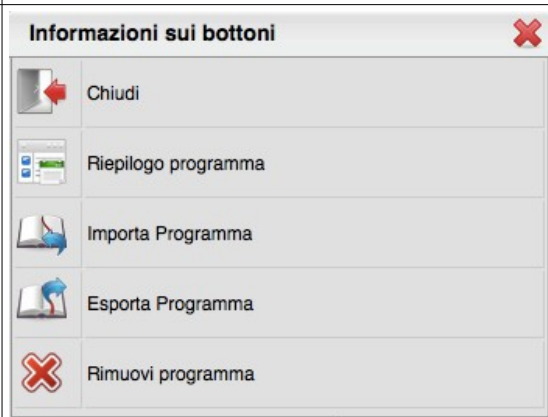 Informazioni sui bottoni
Chiudi
Riepilogo programma
Importa Programma
Esporta Programma
Rimuovi programma